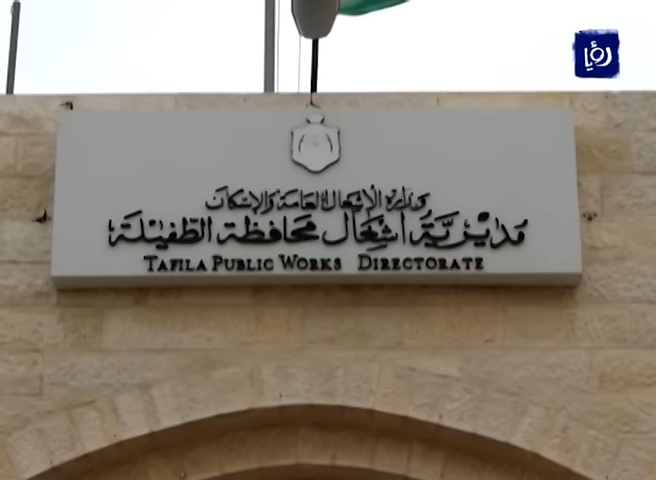 رؤيا
وزارة الأشغال العامة والإسكان
مديرية أشغال محافظة الطفيلة
TAFILA PUBLIC WORKS DIRECTORATE